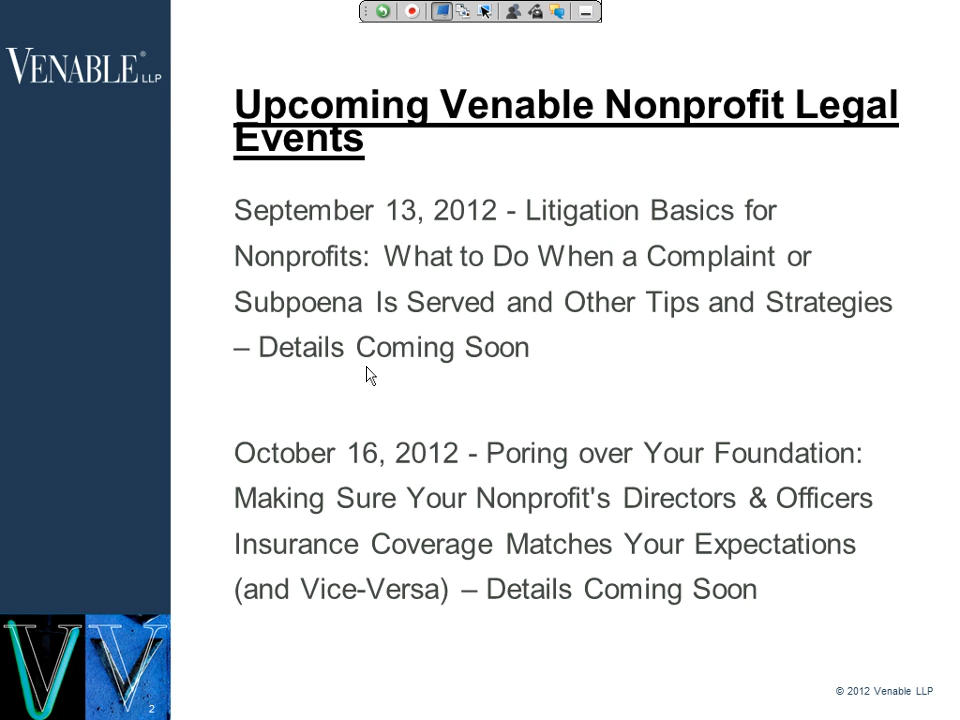 VENABLE® LLP
Upcoming Venable Nonprofit Legal
Events
September 13, 2012 - Litigation Basics for
Nonprofits: What to Do When a Complaint or
Subpoena Is Served and Other Tips and Strategies
– Details Coming Soon
October 16, 2012 - Poring over Your Foundation:
Making Sure Your Nonprofit's Directors & Officers
Insurance Coverage Matches Your Expectations
(and Vice-Versa) – Details Coming Soon
© 2012 Venable LLP
V V
2